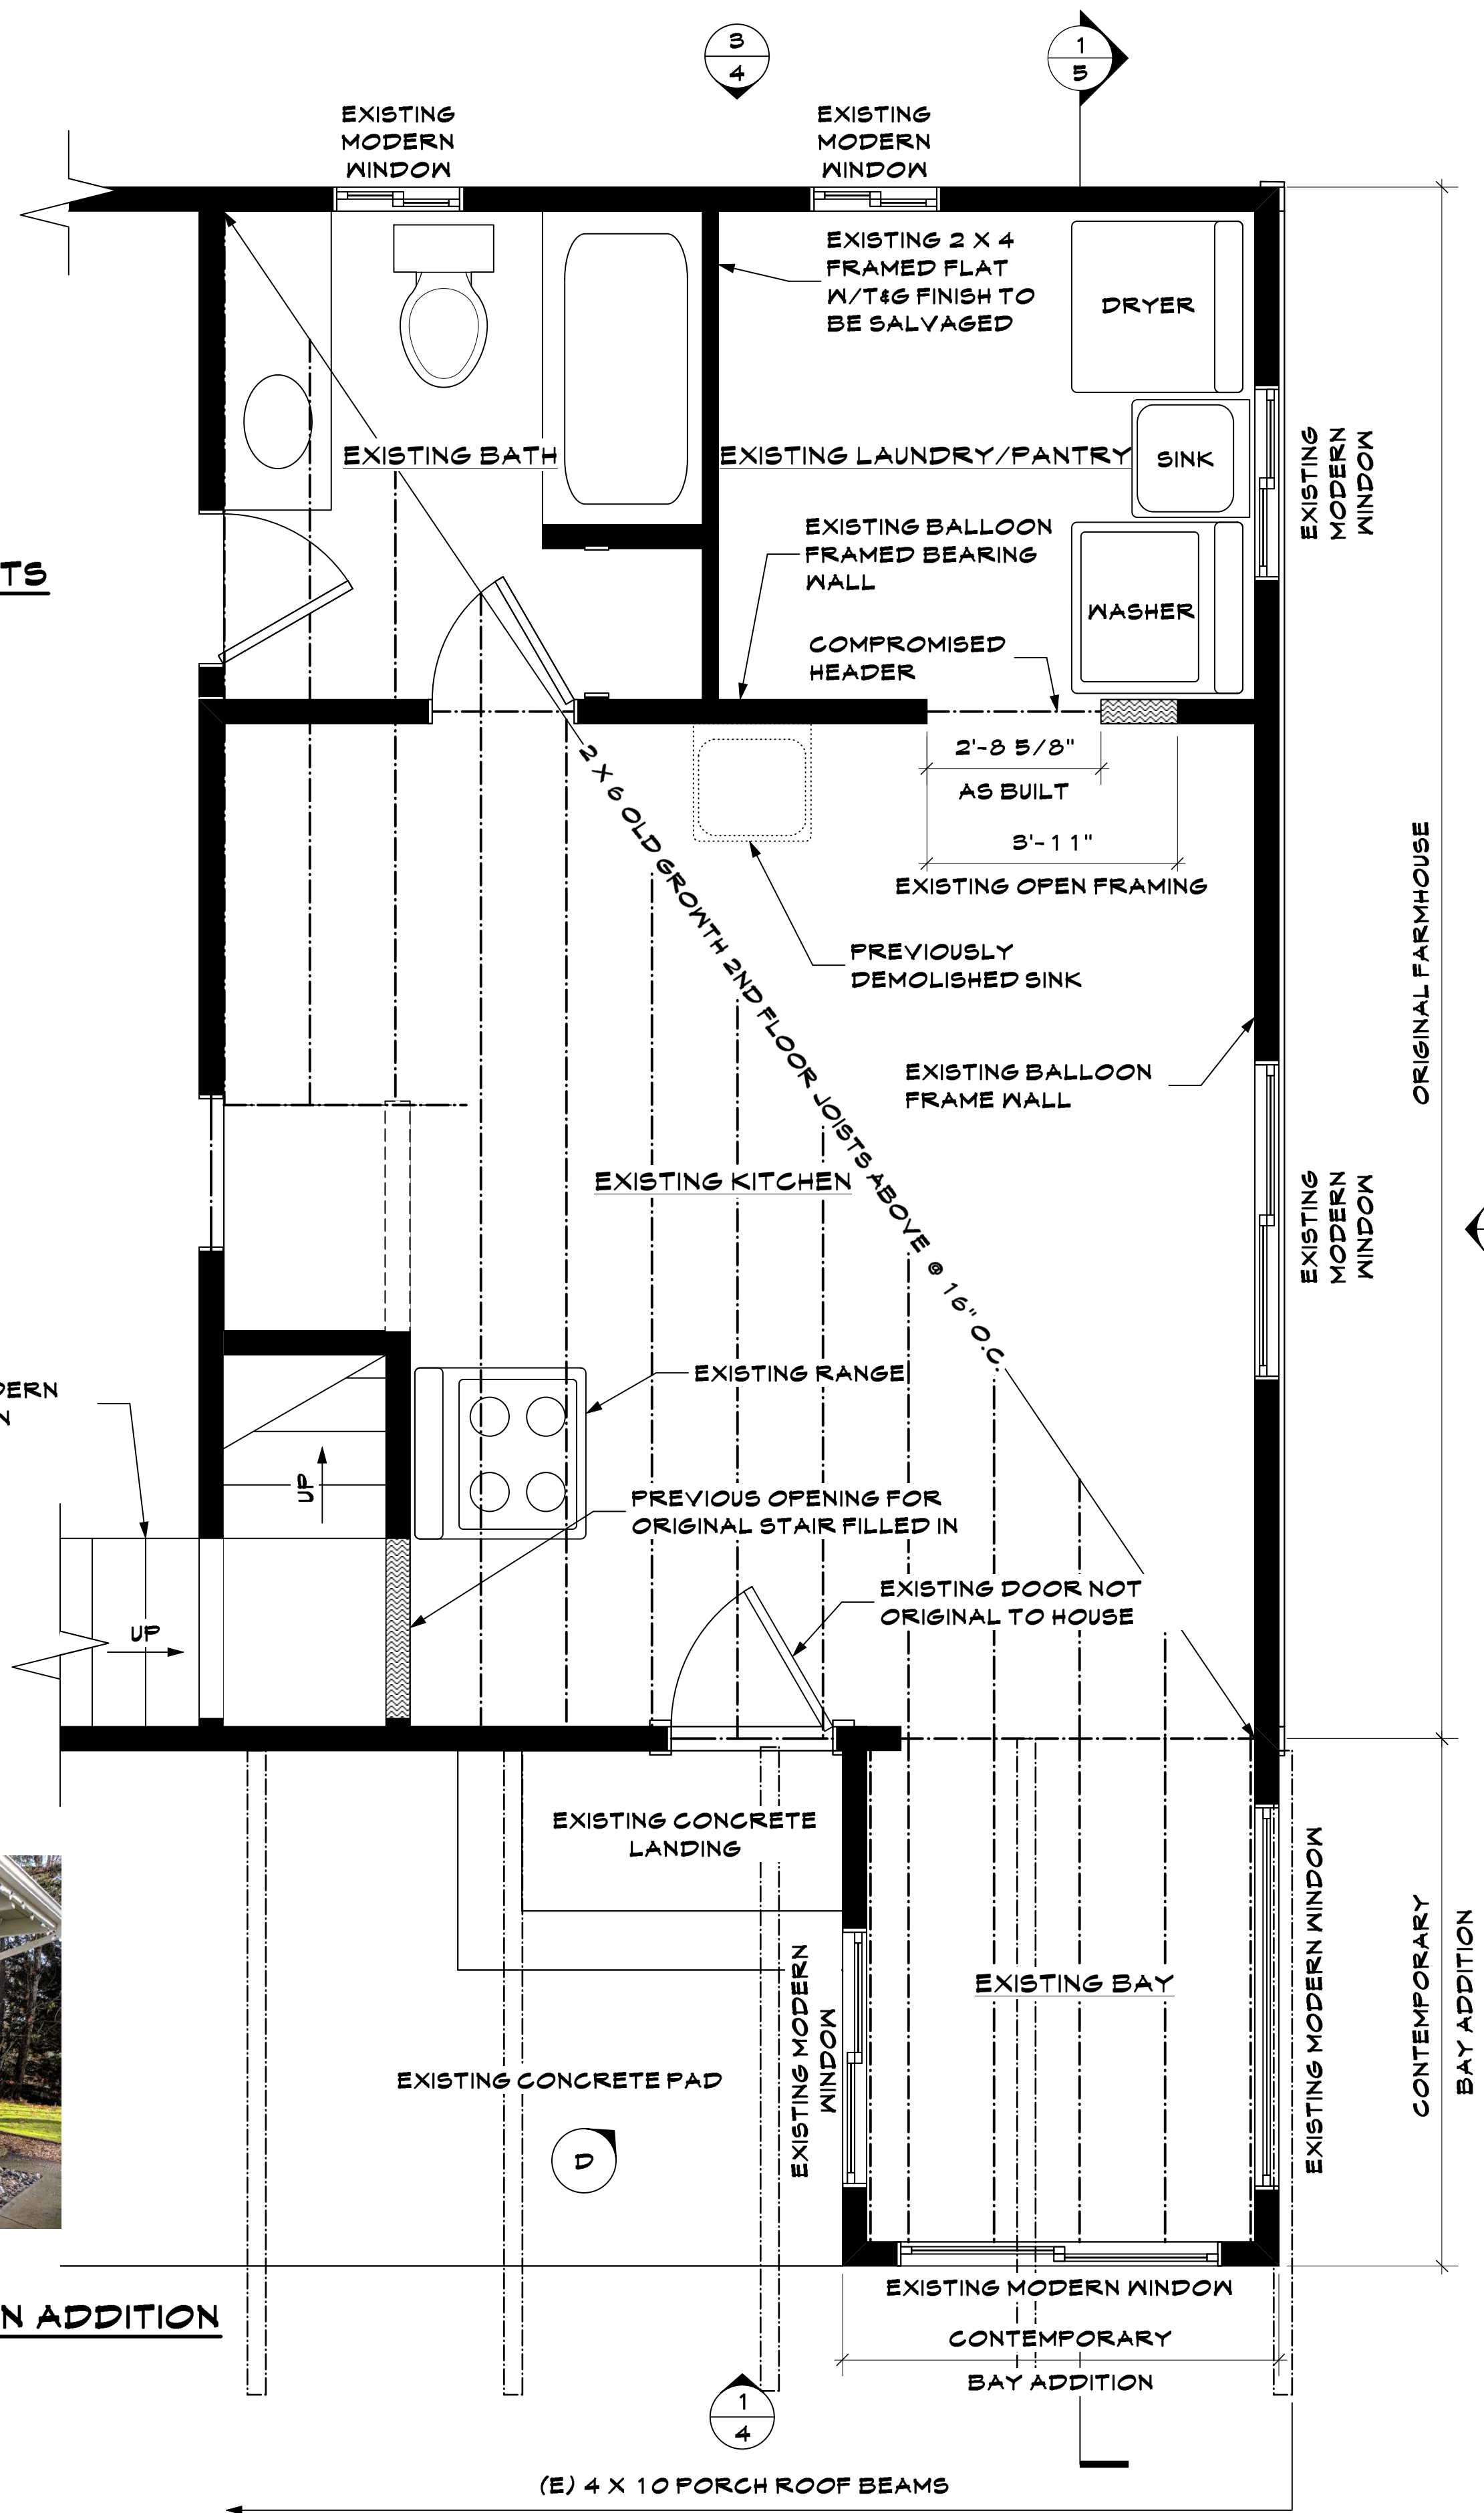 3
4
1
5
EXISTING
MODERN
WINDOW
EXISTING
MODERN
WINDOW
EXISTING 2 X 4
FRAMED FLAT
W/T&G FINISH TO
BE SALVAGED
DRYER
EXISTING BATH
EXISTING LAUNDRY/PANTRY
SINK
EXISTING
MODERN
WINDOW
EXISTING BALLOON
FRAMED BEARING
WALL
TS
WASHER
COMPROMISED
HEADER
2'-8 5/8"
AS BUILT
3'-11"
EXISTING OPEN FRAMING
2 X 6 OLD GROWTH 2ND FLOOR JOISTS ABOVE @ 16" O.C.
PREVIOUSLY
DEMOLISHED SINK
ORIGINAL FARMHOUSE
EXISTING BALLOON
FRAME WALL
EXISTING KITCHEN
EXISTING
MODERN
WINDOW
EXISTING RANGE
DERN
N
UP
PREVIOUS OPENING FOR
ORIGINAL STAIR FILLED IN
EXISTING DOOR NOT
ORIGINAL TO HOUSE
UP
EXISTING CONCRETE
LANDING
EXISTING MODERN
WINDOW
EXISTING BAY
EXISTING MODERN WINDOW
CONTEMPORARY
BAY ADDITION
EXISTING CONCRETE PAD
D
EXISTING MODERN WINDOW
N ADDITION
CONTEMPORARY
BAY ADDITION
1
4
(E) 4 X 10 PORCH ROOF BEAMS